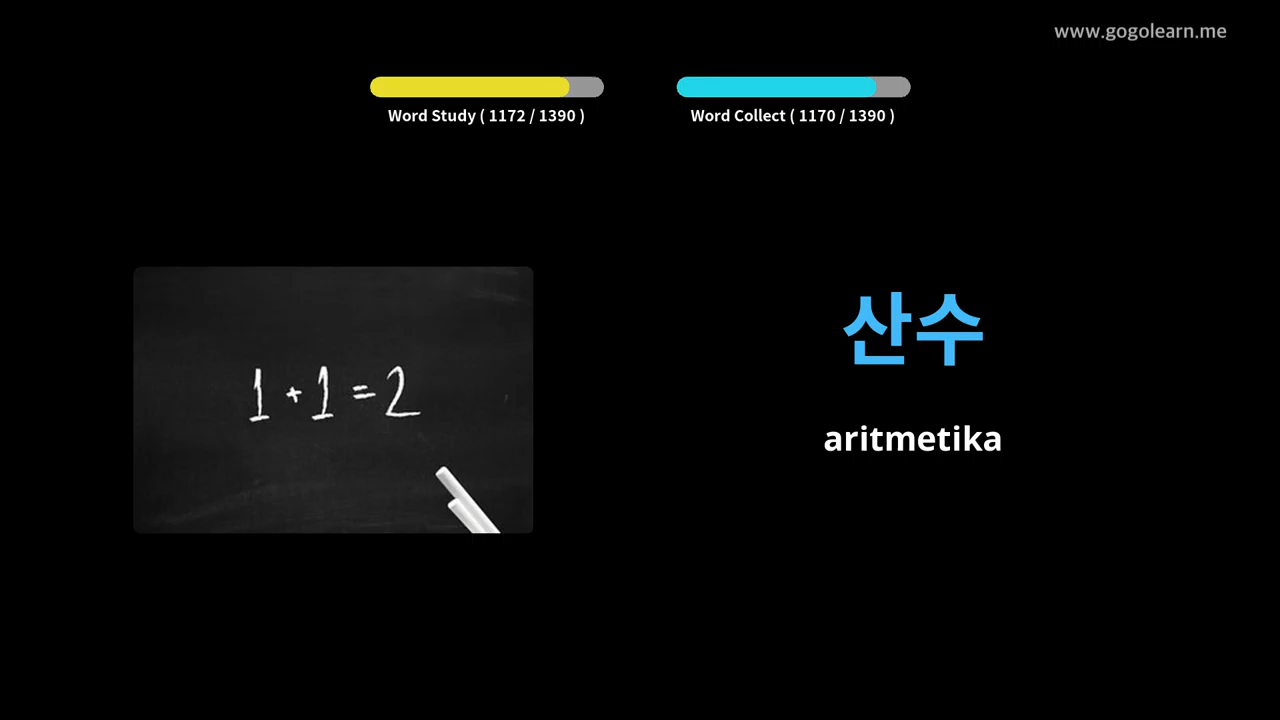 www.gogolearn.me
Word Study ( 1172 / 1390 )
Word Collect ( 1170 / 1390 )
1 + 1 = 2
산수
aritmetika